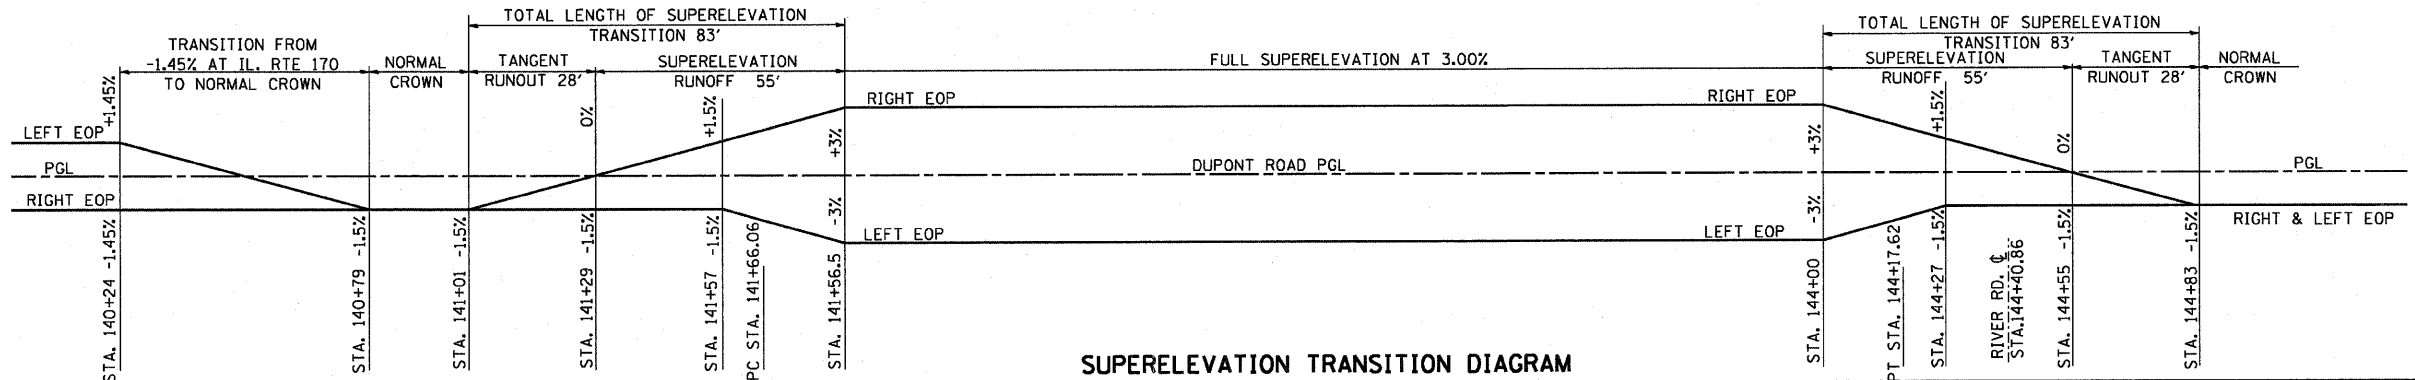 TOTAL LENGTH OF SUPERELEVATION
TRANSITION 83'
TRANSITION FROM
-1.45% AT IL. RTE 170
TO NORMAL CROWN
NORMAL
CROWN
TANGENT
RUNOUT 28'
SUPERELEVATION
RUNOFF 55'
FULL SUPERELEVATION AT 3.00%
TOTAL LENGTH OF SUPERELEVATION
TRANSITION 83'
SUPERELEVATION
RUNOFF 55'
TANGENT
RUNOUT 28'
NORMAL
CROWN
+1.45%
0%
+1.5%
+3%
+3%
+1.5%
0%
LEFT EOP
PGL
RIGHT EOP
RIGHT EOP
RIGHT EOP
DUPONT ROAD PGL
PGL
-3%
-3%
LEFT EOP
LEFT EOP
RIGHT & LEFT EOP
STA. 140+24 -1.45%
STA. 140+79 -1.5%
STA. 141+01 -1.5%
STA. 141+29 -1.5%
STA. 141+57 -1.5%
PC STA. 141+66.06
STA. 141+56.5
STA. 144+00
PT STA. 144+17.62
STA. 144+27 -1.5%
RIVER RD. ℄
STA.144+40.86
STA. 144+55 -1.5%
STA. 144+83 -1.5%
SUPERELEVATION TRANSITION DIAGRAM